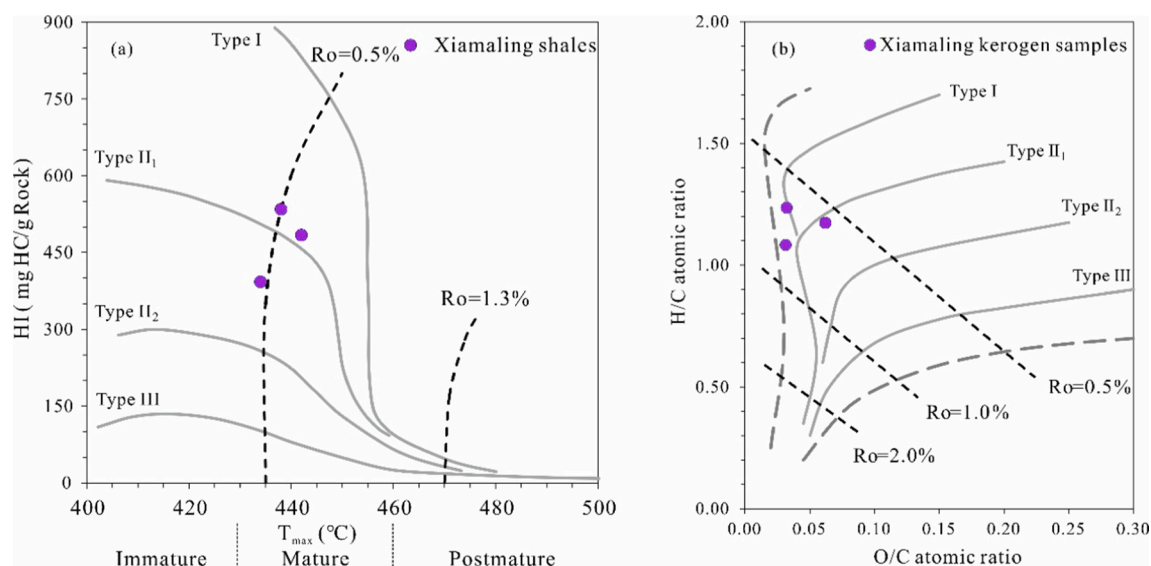 (a)
Xiamaling shales
Type I
Ro=0.5%
Type II₁
Type II₂
Type III
Ro=1.3%
HI ( mg HC/g Rock)
900
750
600
450
300
150
0
400 420 440 460 480 500
Tmax (℃)
Immature Mature Postmature
(b)
Xiamaling kerogen samples
Type I
Type II₁
Type II₂
Type III
Ro=0.5%
Ro=1.0%
Ro=2.0%
H/C atomic ratio
2.00
1.50
1.00
0.50
0.00
0.00 0.05 0.10 0.15 0.20 0.25 0.30
O/C atomic ratio